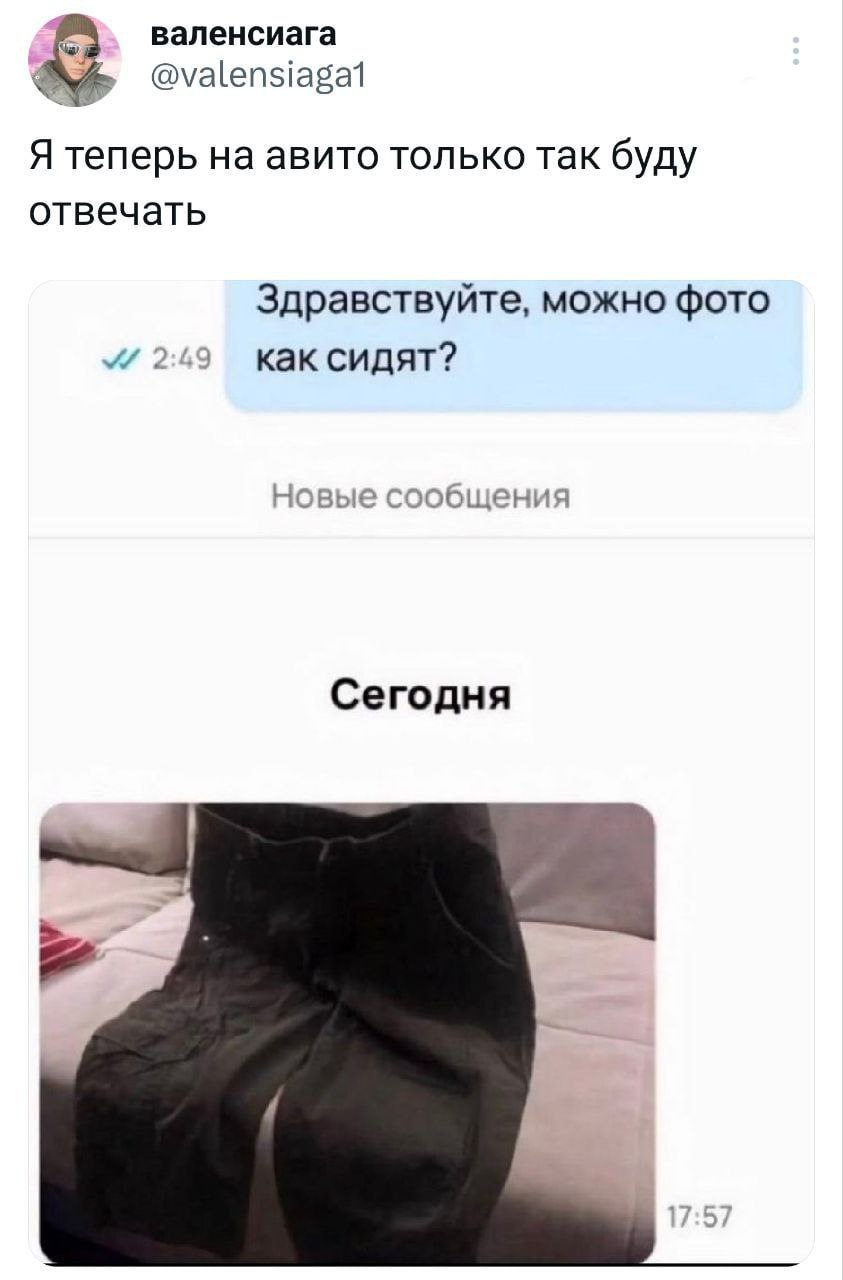 валенсиага
@valensiaga1
Я теперь на авито только так буду
отвечать
Здравствуйте, можно фото
как сидят?
2:49
Новые сообщения
Сегодня
17:57